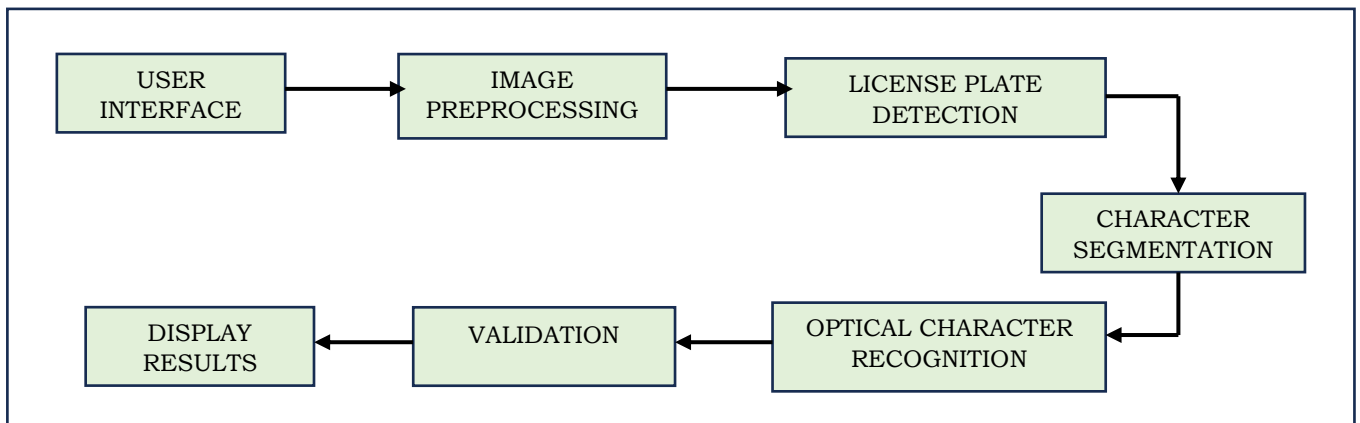 USER
INTERFACE
IMAGE
PREPROCESSING
LICENSE PLATE
DETECTION
CHARACTER
SEGMENTATION
OPTICAL CHARACTER
RECOGNITION
VALIDATION
DISPLAY
RESULTS